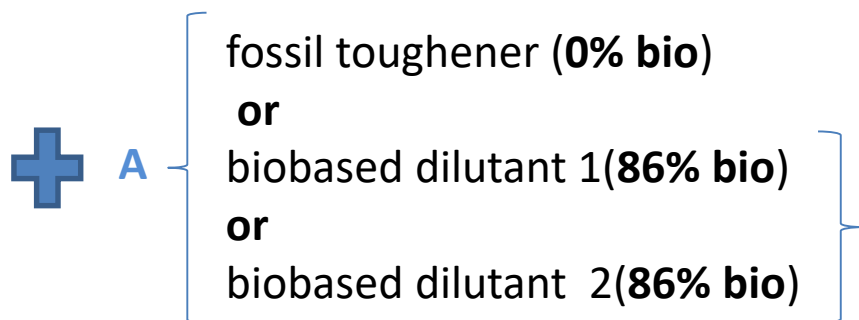 fossil toughener (0% bio)
or
A
biobased dilutant 1(86% bio)
or
biobased dilutant 2(86% bio)